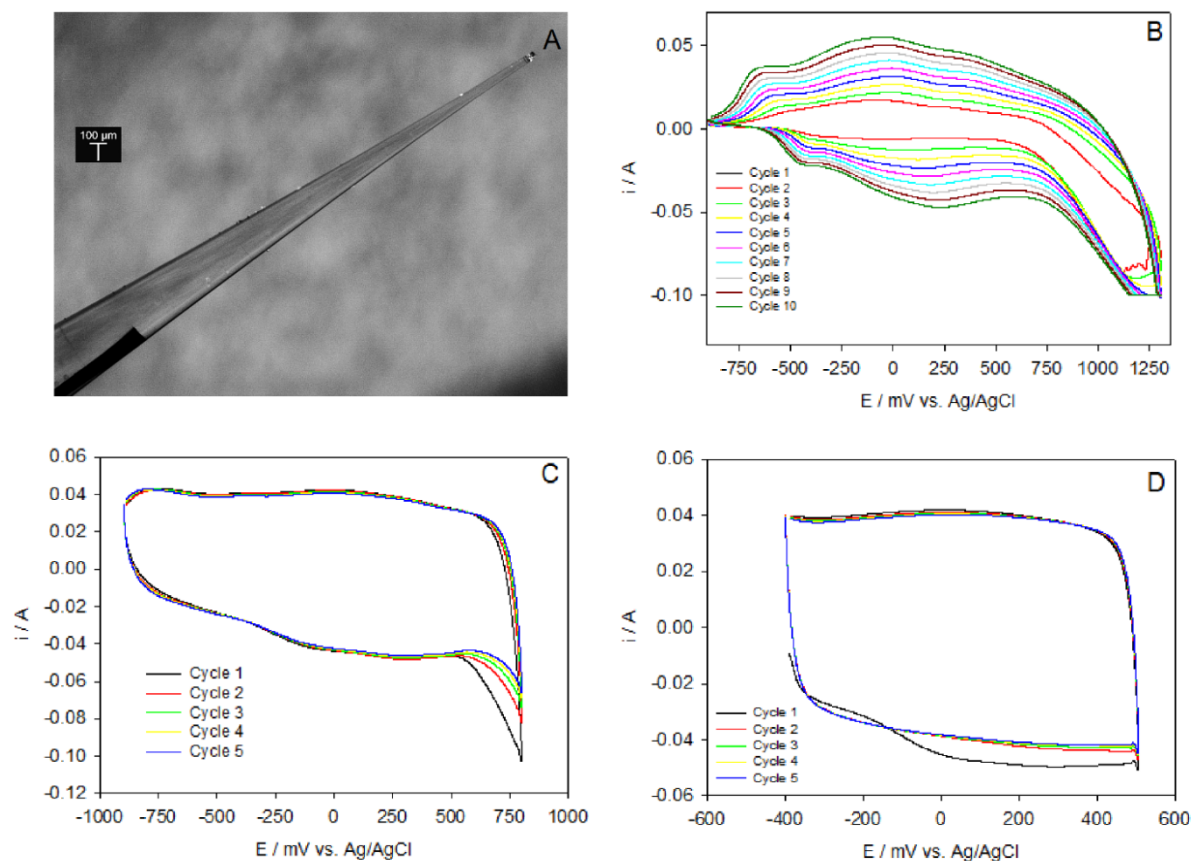 A
100 µm
B
0.05
0.00
-0.05
-0.10
i / A
Cycle 1
Cycle 2
Cycle 3
Cycle 4
Cycle 5
Cycle 6
Cycle 7
Cycle 8
Cycle 9
Cycle 10
-750 -500 -250 0 250 500 750 1000 1250
E / mV vs. Ag/AgCl
C
0.06
0.04
0.02
0.00
-0.02
-0.04
-0.06
-0.08
-0.10
-0.12
i / A
Cycle 1
Cycle 2
Cycle 3
Cycle 4
Cycle 5
-1000 -750 -500 -250 0 250 500 750 1000
E / mV vs. Ag/AgCl
D
0.06
0.04
0.02
0.00
-0.02
-0.04
-0.06
i / A
Cycle 1
Cycle 2
Cycle 3
Cycle 4
Cycle 5
-600 -400 -200 0 200 400 600
E / mV vs. Ag/AgCl